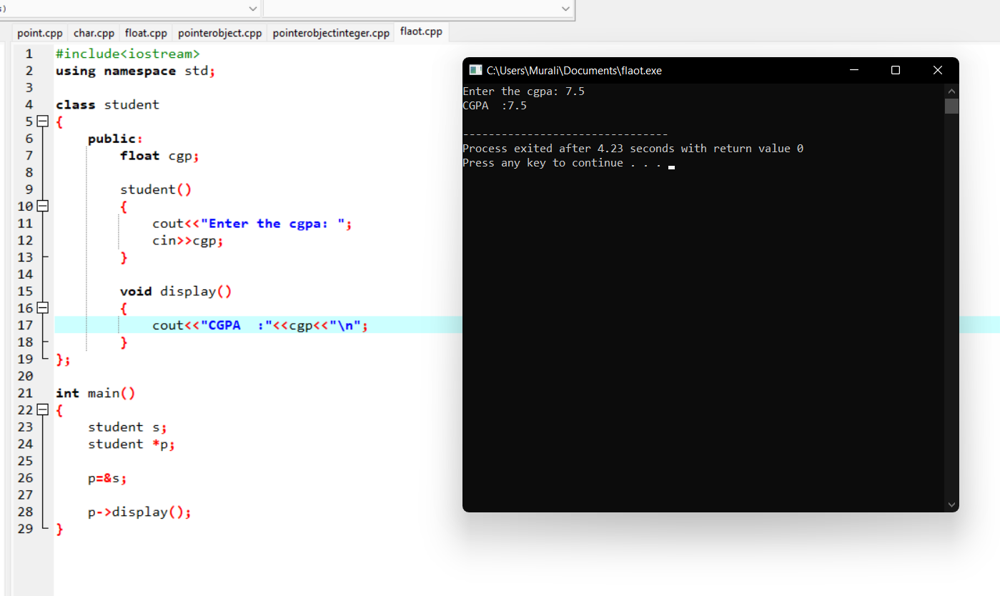 s)
point.cpp char.cpp float.cpp pointerobject.cpp pointerobjectinteger.cpp flaot.cpp
1 #include<iostream>
2 using namespace std;
3
4 class student
5 {
6 public:
7 float cgp;
8
9 student()
10 {
11 cout<<"Enter the cgpa: ";
12 cin>>cgp;
13 }
14
15 void display()
16 {
17 cout<<"CGPA  :"<<cgp<<"\n";
18 }
19 };
20
21 int main()
22 {
23 student s;
24 student *p;
25
26 p=&s;
27
28 p->display();
29 }
C:\Users\Murali\Documents\flaot.exe
Enter the cgpa: 7.5
CGPA  :7.5
--------------------------------
Process exited after 4.23 seconds with return value 0
Press any key to continue . . .